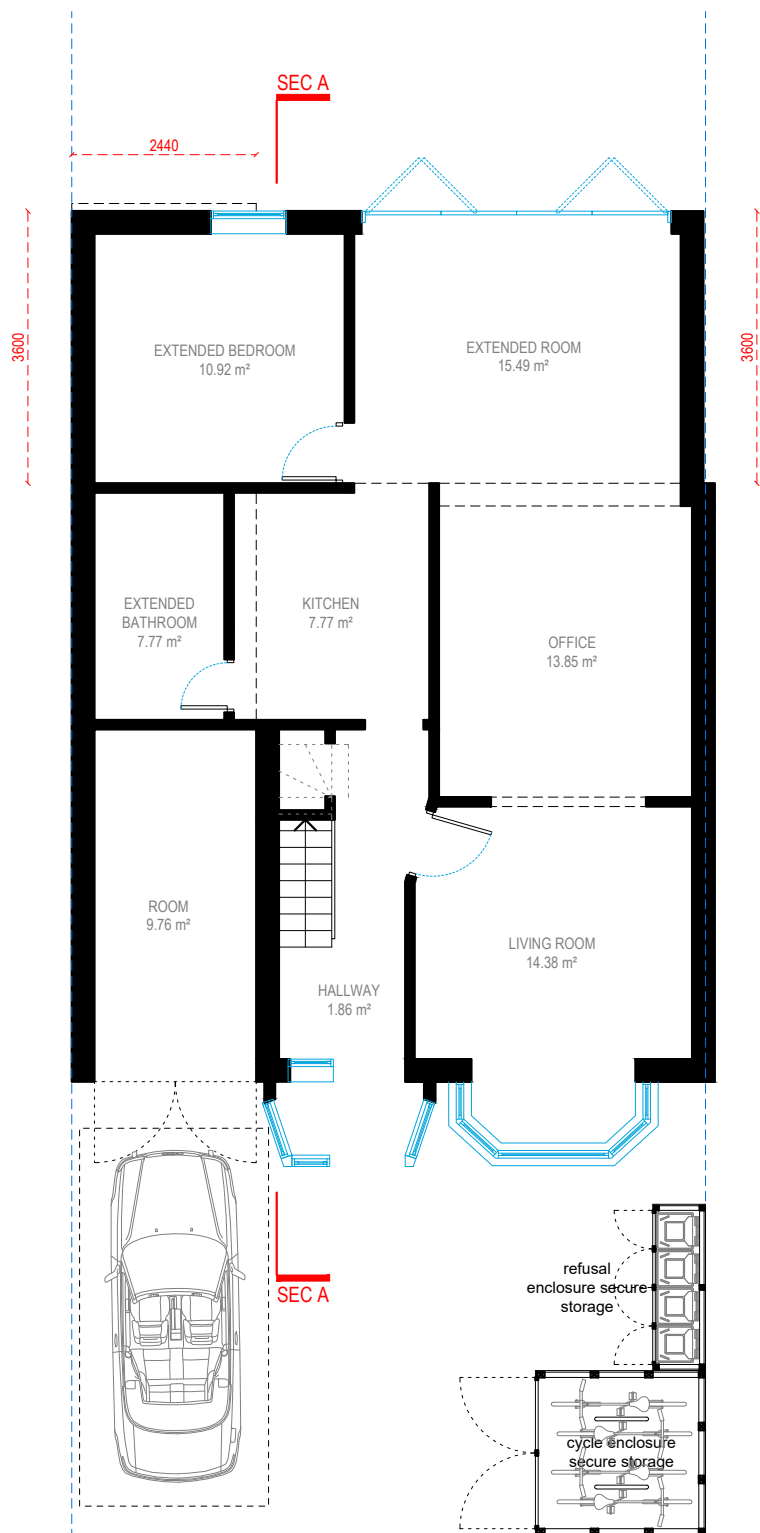 SEC A
2440
3600
3600
EXTENDED BEDROOM
10.92 m²
EXTENDED ROOM
15.49 m²
EXTENDED
BATHROOM
7.77 m²
KITCHEN
7.77 m²
OFFICE
13.85 m²
ROOM
9.76 m²
LIVING ROOM
14.38 m²
HALLWAY
1.86 m²
SEC A
refusal
enclosure secure
storage
cycle enclosure
secure storage